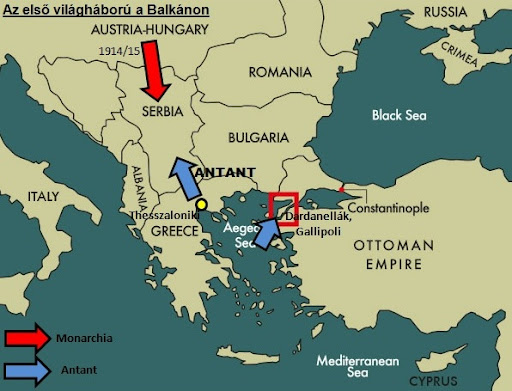 Az első világháború a Balkánon
AUSTRIA-HUNGARY
1914/15
RUSSIA
CRIMEA
ROMANIA
SERBIA
Black Sea
BULGARIA
ANTANT
ALBANIA
ITALY
Thesszaloniki
GREECE
Aegean
Sea
Dardanellák,
Gallipoli
Constantinople
OTTOMAN
EMPIRE
Monarchia
Antant
Mediterranean
Sea
CYPRUS